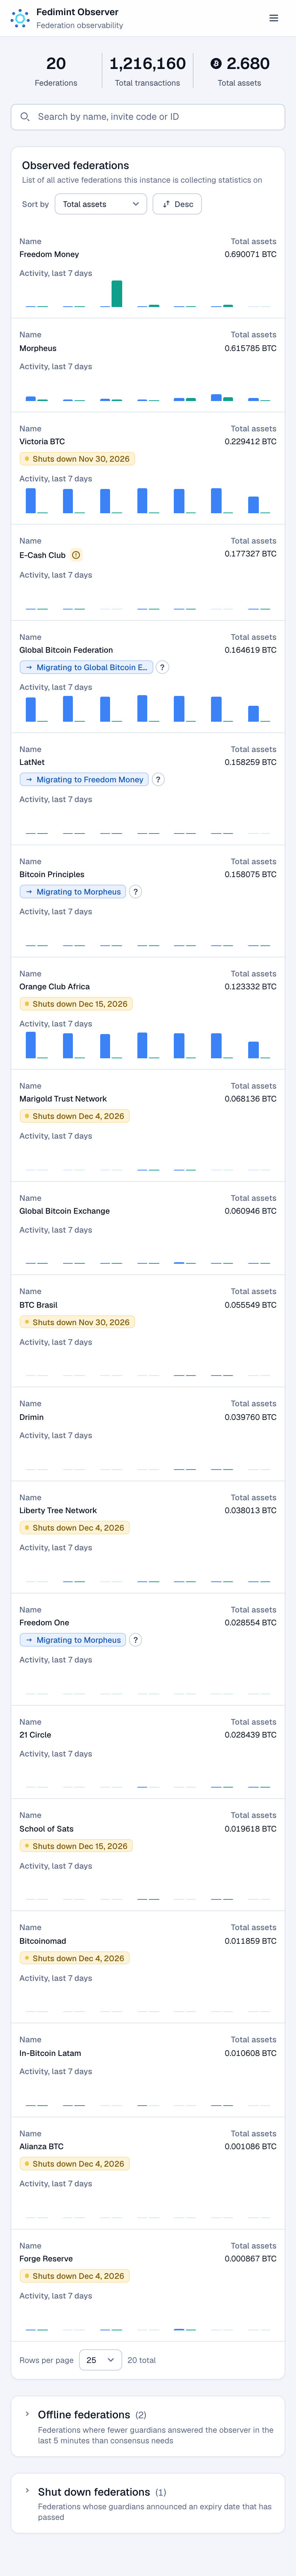 Fedimint Observer
Federation observability
20
Federations
1,216,160
Total transactions
2.680
Total assets
Search by name, invite code or ID
Observed federations
List of all active federations this instance is collecting statistics on
Sort by
Total assets
Desc
Name Total assets
Freedom Money 0.690071 BTC
Activity, last 7 days
Name Total assets
Morpheus 0.615785 BTC
Activity, last 7 days
Name Total assets
Victoria BTC 0.229412 BTC
Shuts down Nov 30, 2026
Activity, last 7 days
Name Total assets
E-Cash Club 0.177327 BTC
Activity, last 7 days
Name Total assets
Global Bitcoin Federation 0.164619 BTC
→ Migrating to Global Bitcoin E... ?
Activity, last 7 days
Name Total assets
LatNet 0.158259 BTC
→ Migrating to Freedom Money ?
Activity, last 7 days
Name Total assets
Bitcoin Principles 0.158075 BTC
→ Migrating to Morpheus ?
Activity, last 7 days
Name Total assets
Orange Club Africa 0.123332 BTC
Shuts down Dec 15, 2026
Activity, last 7 days
Name Total assets
Marigold Trust Network 0.068136 BTC
Shuts down Dec 4, 2026
Activity, last 7 days
Name Total assets
Global Bitcoin Exchange 0.060946 BTC
Activity, last 7 days
Name Total assets
BTC Brasil 0.055549 BTC
Shuts down Nov 30, 2026
Activity, last 7 days
Name Total assets
Drimin 0.039760 BTC
Activity, last 7 days
Name Total assets
Liberty Tree Network 0.038013 BTC
Shuts down Dec 4, 2026
Activity, last 7 days
Name Total assets
Freedom One 0.028554 BTC
→ Migrating to Morpheus ?
Activity, last 7 days
Name Total assets
21 Circle 0.028439 BTC
Activity, last 7 days
Name Total assets
School of Sats 0.019618 BTC
Shuts down Dec 15, 2026
Activity, last 7 days
Name Total assets
Bitcoinomad 0.011859 BTC
Shuts down Dec 4, 2026
Activity, last 7 days
Name Total assets
In-Bitcoin Latam 0.010608 BTC
Activity, last 7 days
Name Total assets
Alianza BTC 0.001086 BTC
Shuts down Dec 4, 2026
Activity, last 7 days
Name Total assets
Forge Reserve 0.000867 BTC
Shuts down Dec 4, 2026
Activity, last 7 days
Rows per page 25 20 total
Offline federations (2)
Federations where fewer guardians answered the observer in the
last 5 minutes than consensus needs
Shut down federations (1)
Federations whose guardians announced an expiry date that has
passed